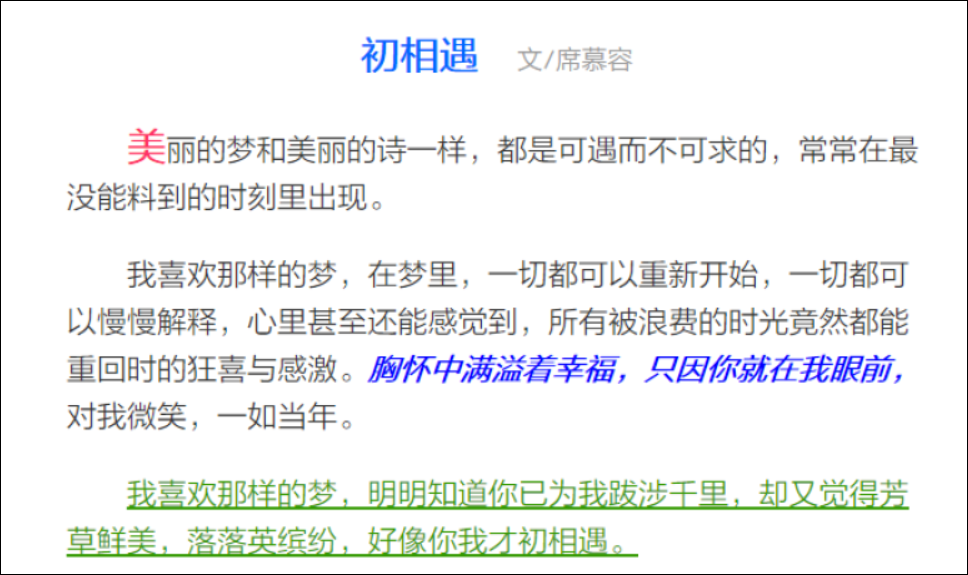 初相遇 文/席慕容
美丽的梦和美丽的诗一样，都是可遇而不可求的，常常在最
没能料到的时刻里出现。
我喜欢那样的梦，在梦里，一切都可以重新开始，一切都可
以慢慢解释，心里甚至还能感觉到，所有被浪费的时光竟然都能
重回时的狂喜与感激。胸怀中满溢着幸福，只因你就在我眼前，
对我微笑，一如当年。
我喜欢那样的梦，明明知道你已为我跋涉千里，却又觉得芳
草鲜美，落落英缤纷，好像你我才初相遇。